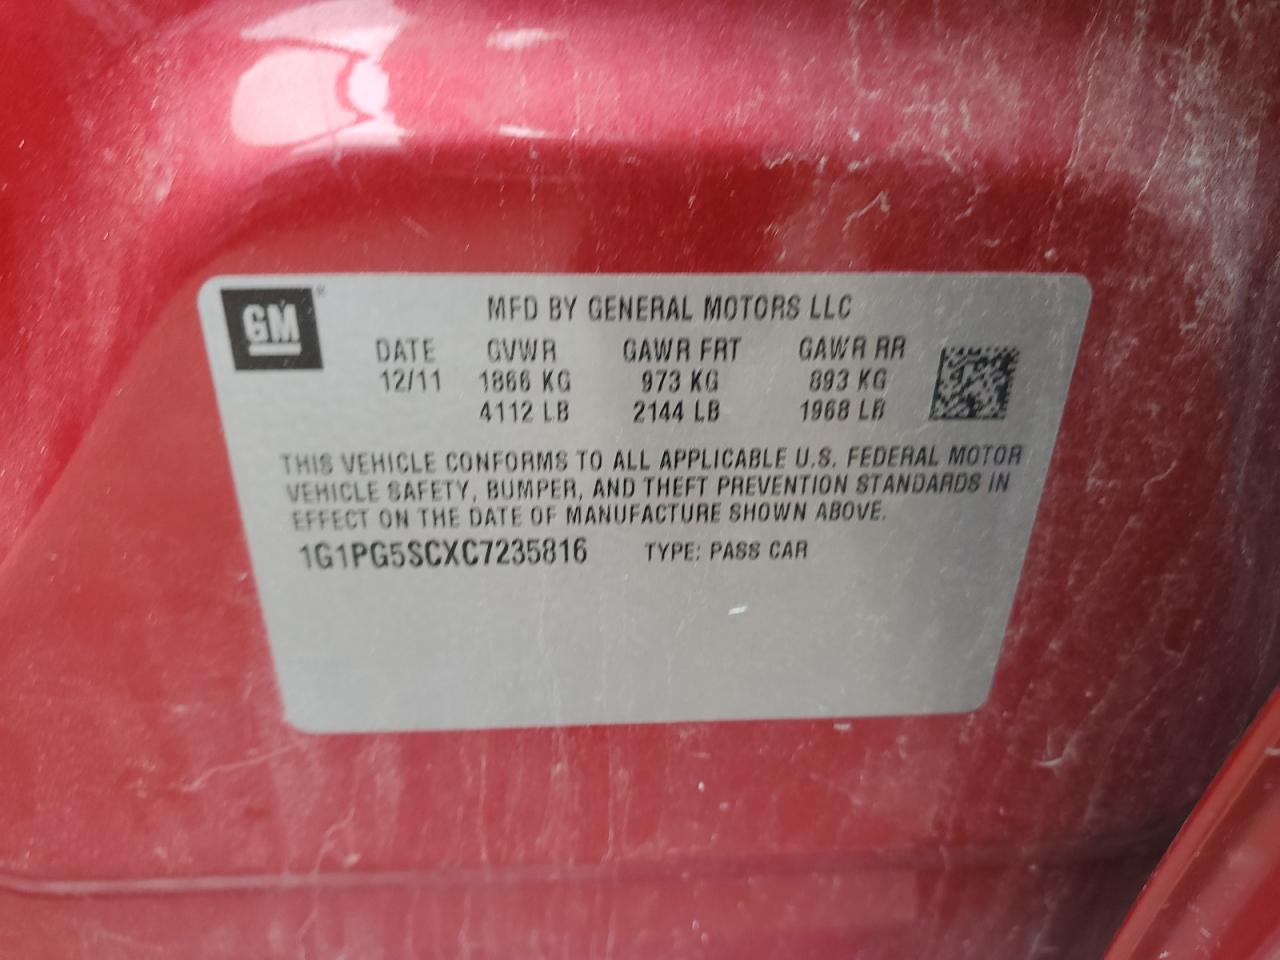 GM®
MFD BY GENERAL MOTORS LLC
DATE GVWR GAWR FRT GAWR RR
12/11 1866 KG 973 KG 893 KG
4112 LB 2144 LB 1968 LB
THIS VEHICLE CONFORMS TO ALL APPLICABLE U.S. FEDERAL MOTOR
VEHICLE SAFETY, BUMPER, AND THEFT PREVENTION STANDARDS IN
EFFECT ON THE DATE OF MANUFACTURE SHOWN ABOVE.
1G1PG5SCXC7235816 TYPE: PASS CAR